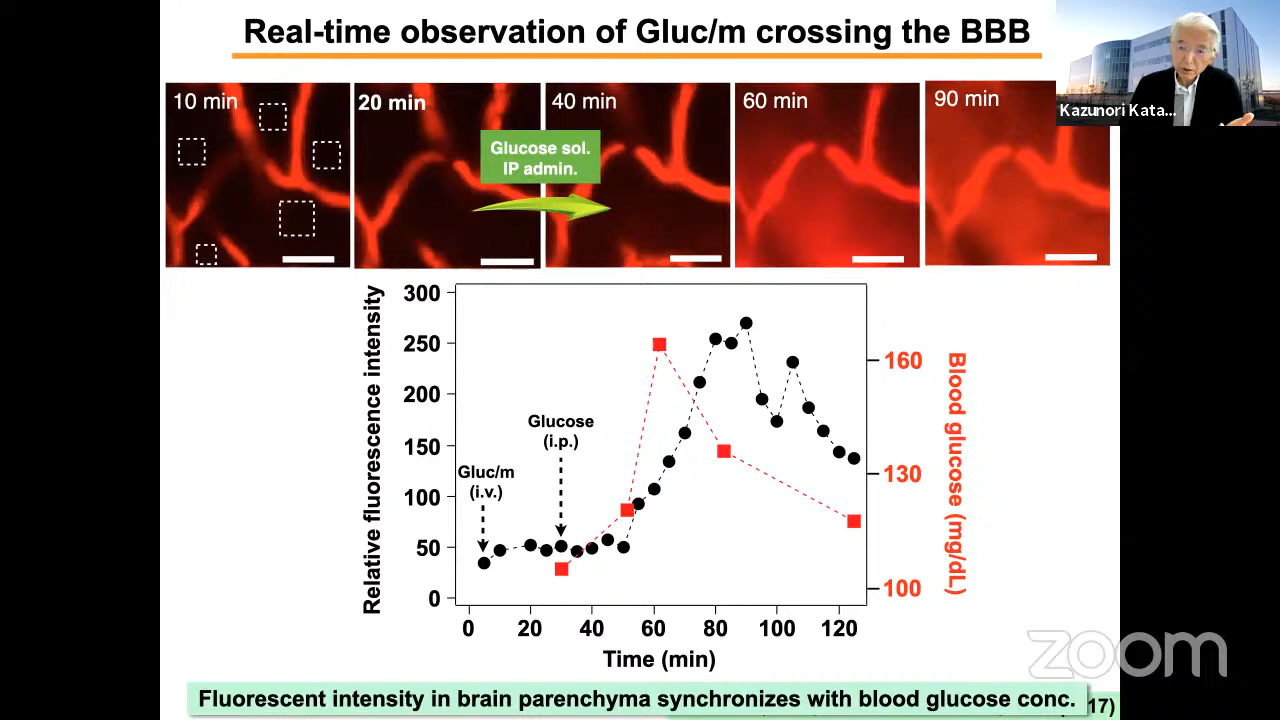 Real-time observation of Gluc/m crossing the BBB
Kazunori Kata...
10 min
20 min
40 min
60 min
90 min
Glucose sol.
IP admin.
Relative fluorescence intensity
300
250
200
150
100
50
0
Gluc/m
(i.v.)
Glucose
(i.p.)
160
130
100
Blood glucose (mg/dL)
0 20 40 60 80 100 120
Time (min)
zoom
Fluorescent intensity in brain parenchyma synchronizes with blood glucose conc.
17)